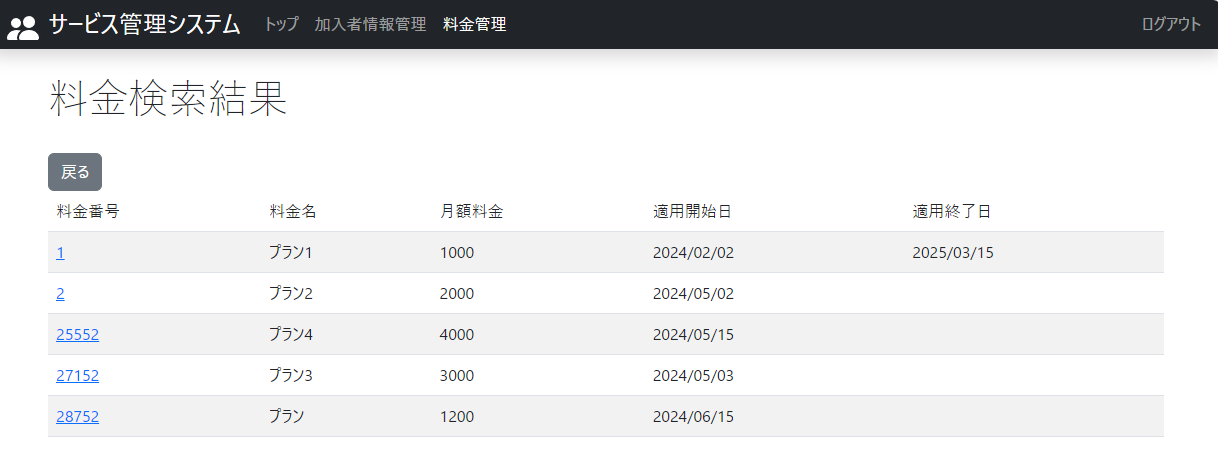 サービス管理システム トップ 加入者情報管理 料金管理 ログアウト
料金検索結果
戻る
料金番号 料金名 月額料金 適用開始日 適用終了日
1 プラン1 1000 2024/02/02 2025/03/15
2 プラン2 2000 2024/05/02
25552 プラン4 4000 2024/05/15
27152 プラン3 3000 2024/05/03
28752 プラン 1200 2024/06/15